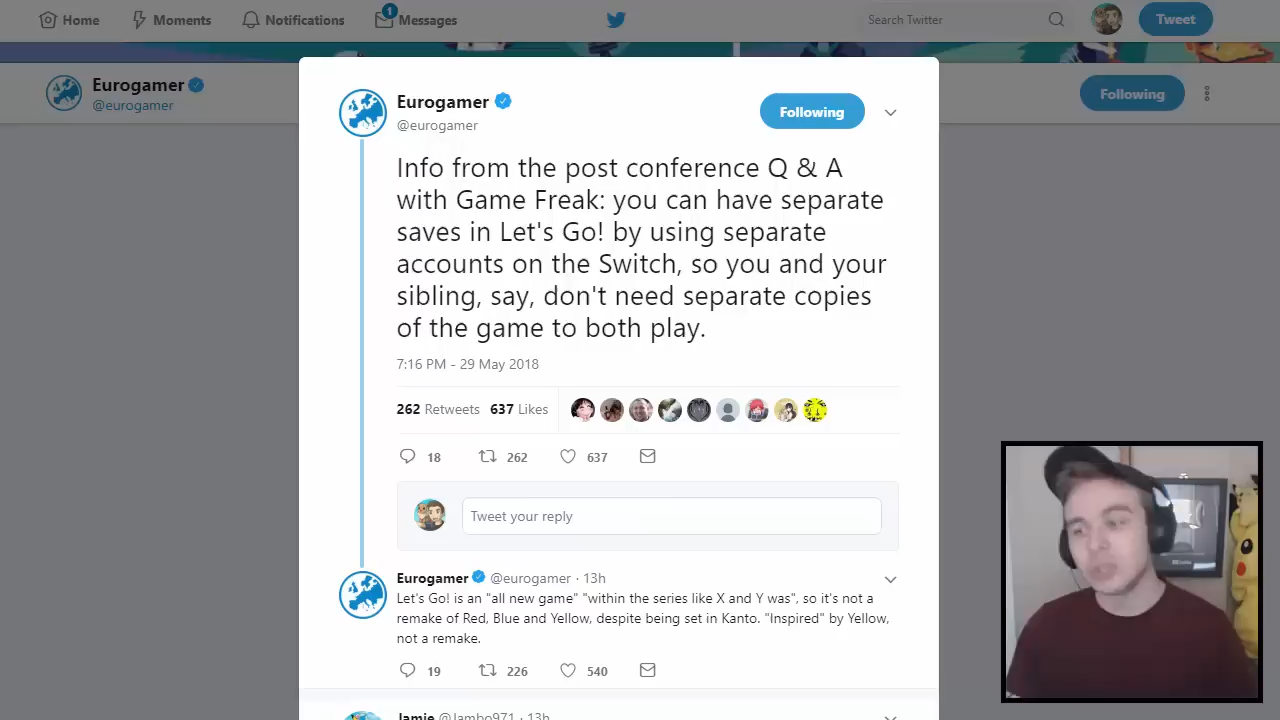 Home
Moments
Notifications
1
Messages
Search Twitter
Tweet
Eurogamer
@eurogamer
Following
Eurogamer
@eurogamer
Following
Info from the post conference Q & A
with Game Freak: you can have separate
saves in Let's Go! by using separate
accounts on the Switch, so you and your
sibling, say, don't need separate copies
of the game to both play.
7:16 PM - 29 May 2018
262 Retweets 637 Likes
18 262 637
Tweet your reply
Eurogamer @eurogamer · 13h
Let's Go! is an "all new game" "within the series like X and Y was", so it's not a
remake of Red, Blue and Yellow, despite being set in Kanto. "Inspired" by Yellow,
not a remake.
19 226 540
Jamie @Jambo971 · 13h